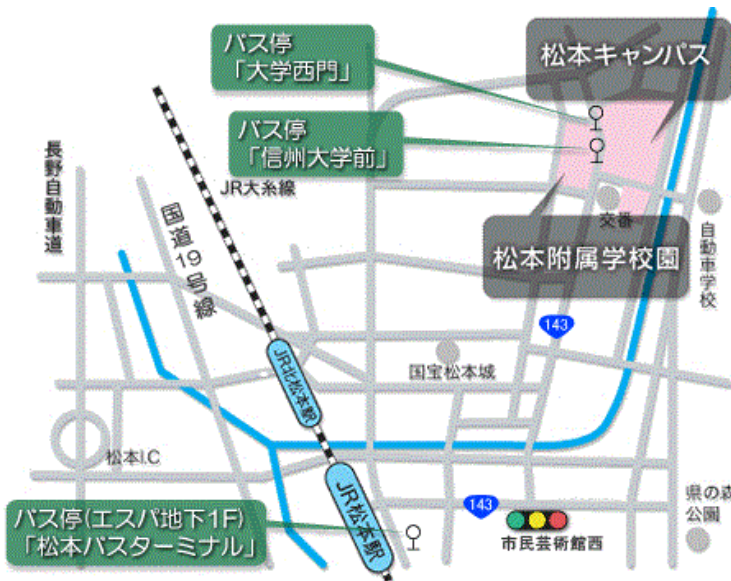 バス停
「大学西門」
松本キャンパス
バス停
「信州大学前」
長野自動車道
JR大糸線
国道19号線
交番
自動車学校
松本附属学校園
143
国宝松本城
JR北松本駅
松本I.C
JR松本駅
143
県の森
公園
バス停(エスパ地下1F)
「松本バスターミナル」
市民芸術館西